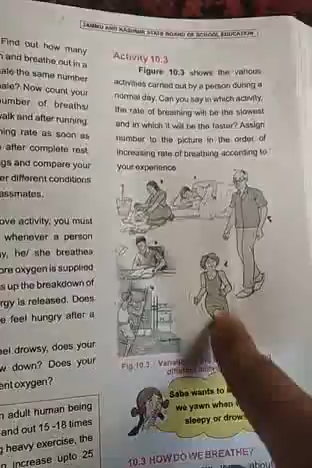 JAMMU AND KASHMIR STATE BOARD OF SCHOOL EDUCATION
Find out how many
and breathe out in a
ale the same number
ale? Now count your
umber of breaths/
alk and after running.
ning rate as soon as
after complete rest.
gs and compare your
er different conditions
assmates.
ove activity, you must
whenever a person
y, he/ she breathes
ore oxygen is supplied
s up the breakdown of
rgy is released. Does
e feel hungry after a
el drowsy, does your
w down? Does your
ent oxygen?
n adult human being
and out 15-18 times
g heavy exercise, the
n increase upto 25
Activity 10.3
Figure 10.3 shows the various
activities carried out by a person during a
normal day. Can you say in which activity,
the rate of breathing will be the slowest
and in which it will be the faster? Assign
number to the picture in the order of
increasing rate of breathing according to
your experience.
Fig 10.3
Saba wants to
we yawn when
sleepy or drow
10.3 HOW DO WE BREATHE?
about